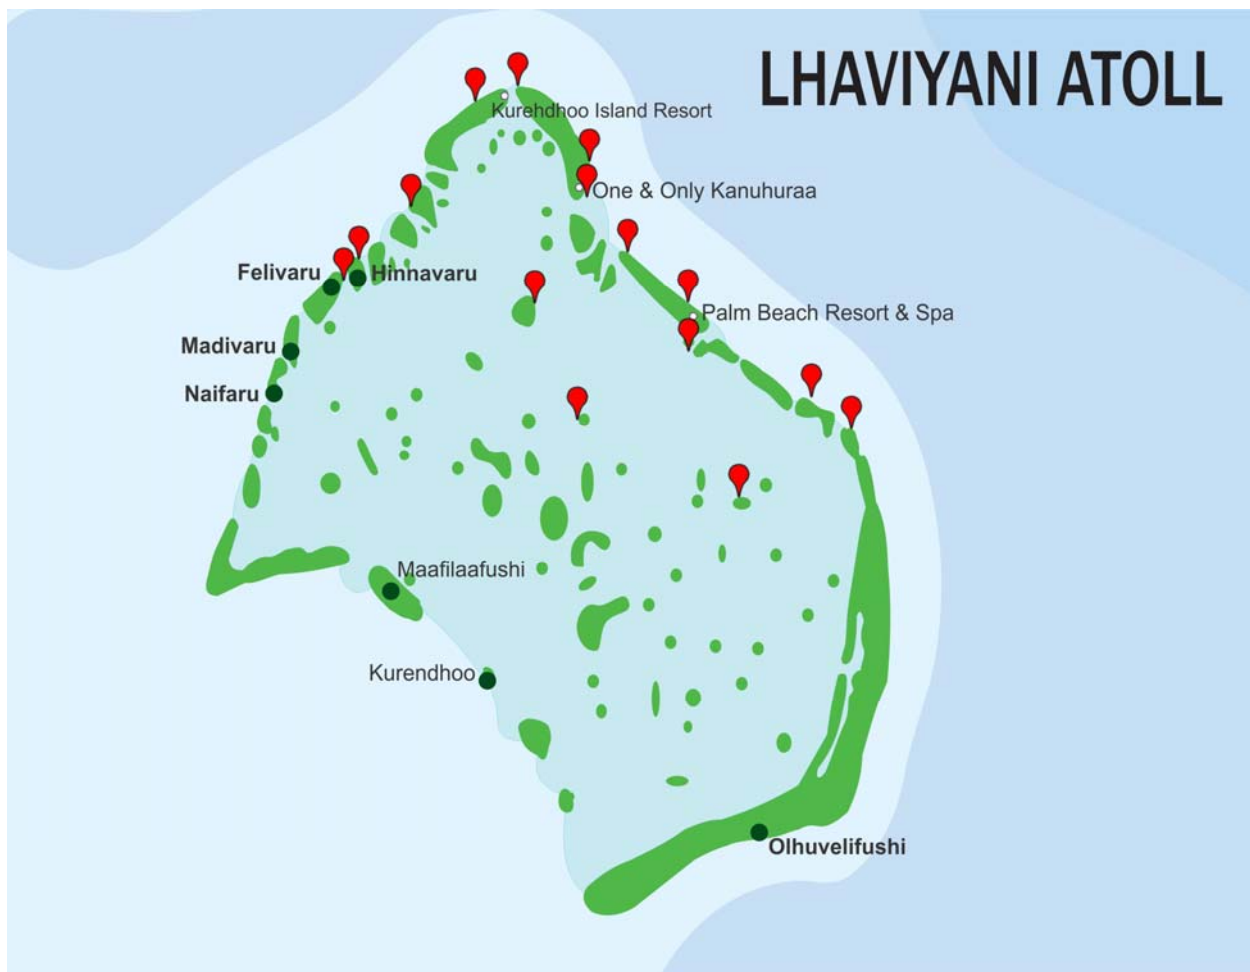 LHAVIYANI ATOLL
Kurehdhoo Island Resort
One & Only Kanuhuraa
Felivaru
Hinnavaru
Palm Beach Resort & Spa
Madivaru
Naifaru
Maafilaafushi
Kurendhoo
Olhuvelifushi